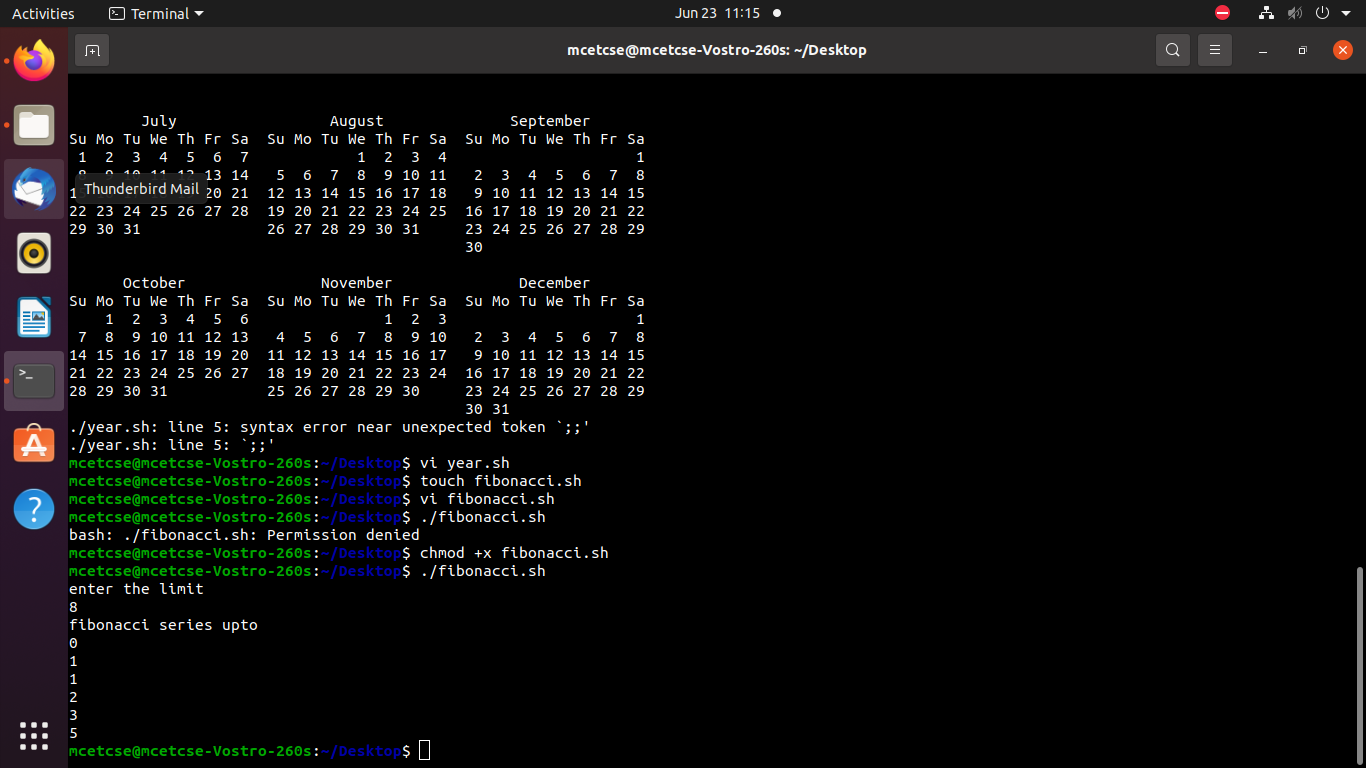 Activities Terminal Jun 23 11:15
mcetcse@mcetcse-Vostro-260s: ~/Desktop
July August September
Su Mo Tu We Th Fr Sa Su Mo Tu We Th Fr Sa Su Mo Tu We Th Fr Sa
1 2 3 4 5 6 7 1 2 3 4 1
13 14 5 6 7 8 9 10 11 2 3 4 5 6 7 8
Thunderbird Mail
20 21 12 13 14 15 16 17 18 9 10 11 12 13 14 15
22 23 24 25 26 27 28 19 20 21 22 23 24 25 16 17 18 19 20 21 22
29 30 31 26 27 28 29 30 31 23 24 25 26 27 28 29
30
October November December
Su Mo Tu We Th Fr Sa Su Mo Tu We Th Fr Sa Su Mo Tu We Th Fr Sa
1 2 3 4 5 6 1 2 3 1
7 8 9 10 11 12 13 4 5 6 7 8 9 10 2 3 4 5 6 7 8
14 15 16 17 18 19 20 11 12 13 14 15 16 17 9 10 11 12 13 14 15
21 22 23 24 25 26 27 18 19 20 21 22 23 24 16 17 18 19 20 21 22
28 29 30 31 25 26 27 28 29 30 23 24 25 26 27 28 29
30 31
./year.sh: line 5: syntax error near unexpected token `;;'
./year.sh: line 5: `;;'
mcetcse@mcetcse-Vostro-260s:~/Desktop$ vi year.sh
mcetcse@mcetcse-Vostro-260s:~/Desktop$ touch fibonacci.sh
mcetcse@mcetcse-Vostro-260s:~/Desktop$ vi fibonacci.sh
mcetcse@mcetcse-Vostro-260s:~/Desktop$ ./fibonacci.sh
bash: ./fibonacci.sh: Permission denied
mcetcse@mcetcse-Vostro-260s:~/Desktop$ chmod +x fibonacci.sh
mcetcse@mcetcse-Vostro-260s:~/Desktop$ ./fibonacci.sh
enter the limit
8
fibonacci series upto
0
1
1
2
3
5
mcetcse@mcetcse-Vostro-260s:~/Desktop$